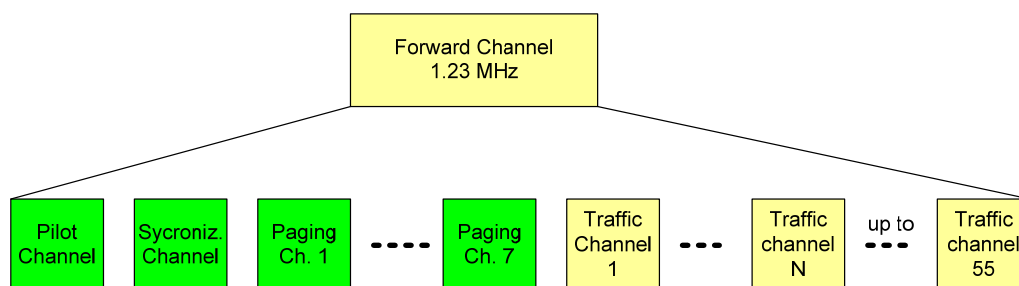 Forward Channel
1.23 MHz
Pilot
Channel
Sycroniz.
Channel
Paging
Ch. 1
Paging
Ch. 7
Traffic
Channel
1
Traffic
channel
N
up to
Traffic
channel
55